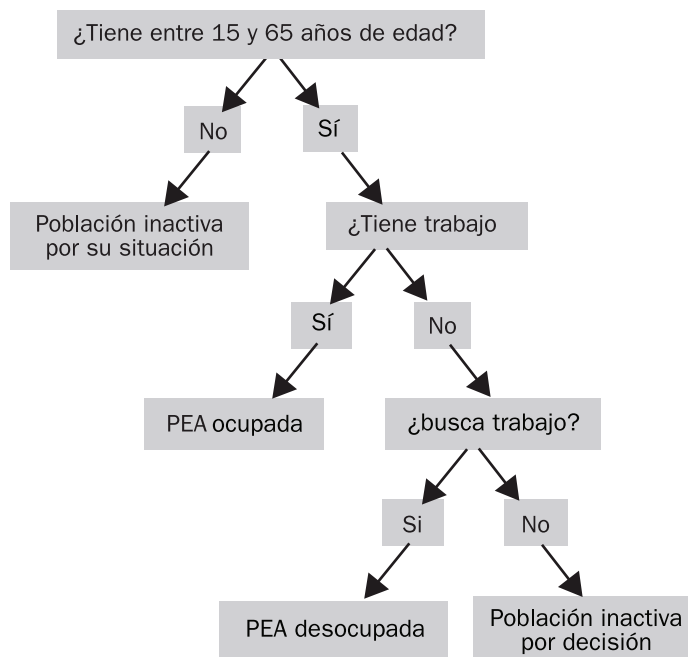 ¿Tiene entre 15 y 65 años de edad?
No
Sí
Población inactiva
por su situación
¿Tiene trabajo
Sí
No
PEA ocupada
¿busca trabajo?
Si
No
PEA desocupada
Población inactiva
por decisión